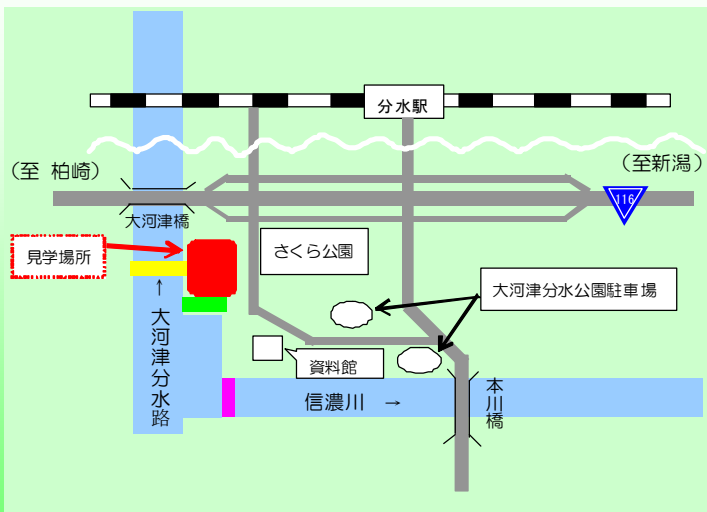 分水駅
(至 柏崎)
(至新潟)
116
大河津橋
見学場所
さくら公園
大河津分水公園駐車場
↑
大河津分水路
資料館
信濃川 →
本川橋